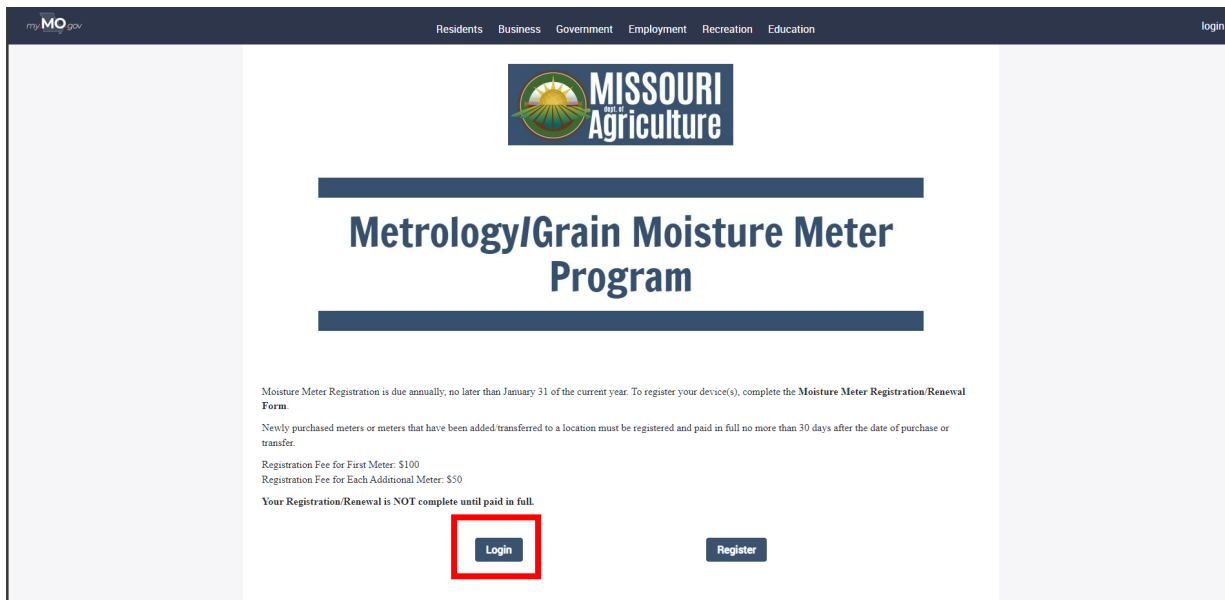 myMO.gov
Residents Business Government Employment Recreation Education
login
MISSOURI
dept. of
Agriculture
Metrology/Grain Moisture Meter
Program
Moisture Meter Registration is due annually, no later than January 31 of the current year. To register your device(s), complete the Moisture Meter Registration/Renewal
Form.
Newly purchased meters or meters that have been added/transferred to a location must be registered and paid in full no more than 30 days after the date of purchase or
transfer.
Registration Fee for First Meter: $100
Registration Fee for Each Additional Meter: $50
Your Registration/Renewal is NOT complete until paid in full.
Login
Register